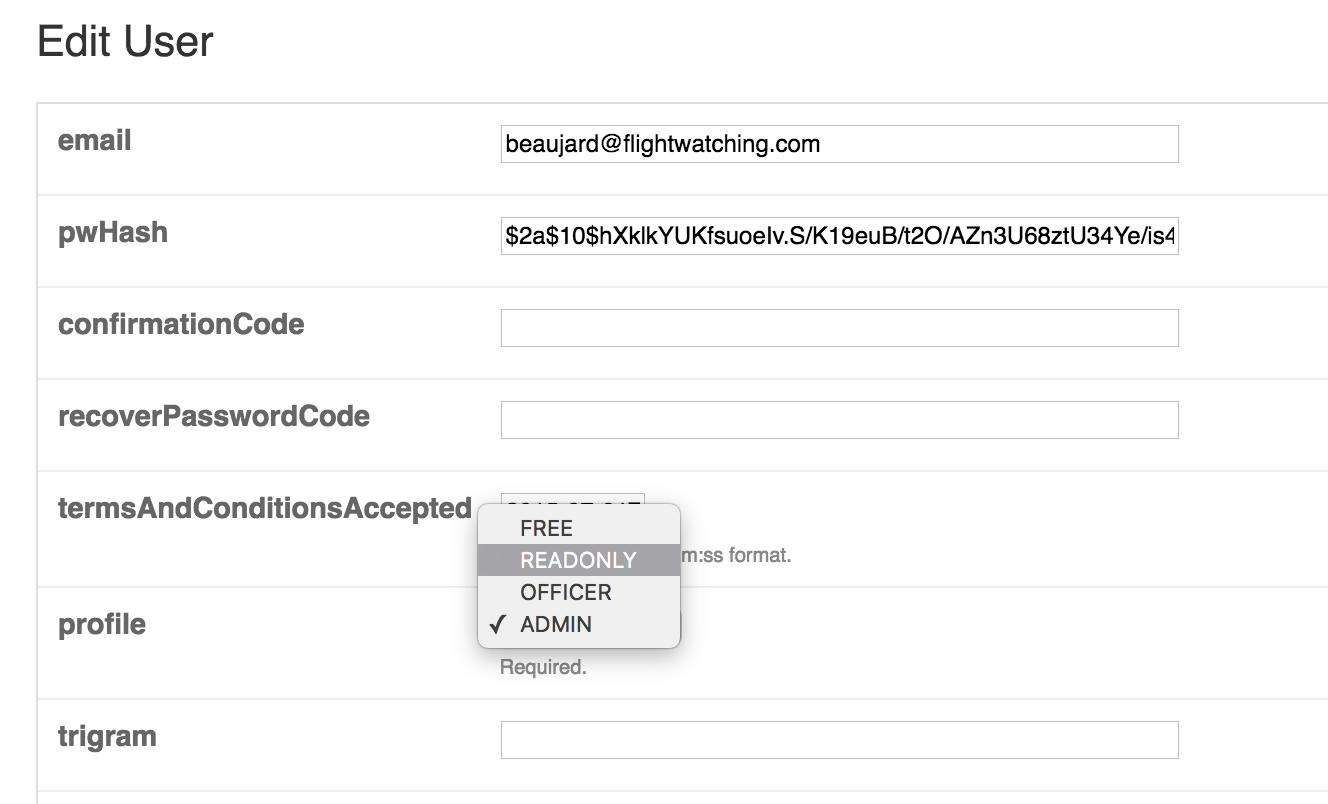 Edit User
email
beaujard@flightwatching.com
pwHash
$2a$10$hXklkYUKfsuoeIv.S/K19euB/t2O/AZn3U68ztU34Ye/is4
confirmationCode
recoverPasswordCode
termsAndConditionsAccepted
m:ss format.
profile
FREE
READONLY
OFFICER
✓ ADMIN
Required.
trigram